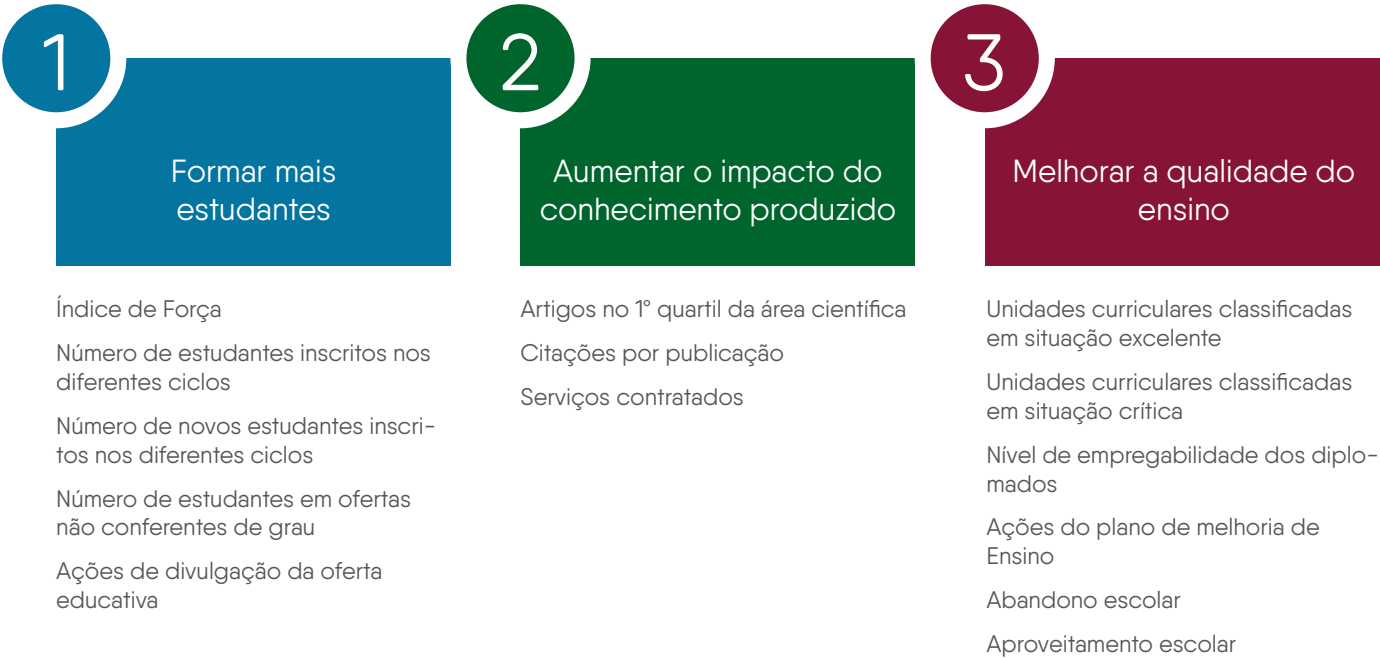 1
Formar mais
estudantes
Índice de Força
Número de estudantes inscritos nos
diferentes ciclos
Número de novos estudantes inscri-
tos nos diferentes ciclos
Número de estudantes em ofertas
não conferentes de grau
Ações de divulgação da oferta
educativa
2
Aumentar o impacto do
conhecimento produzido
Artigos no 1º quartil da área científica
Citações por publicação
Serviços contratados
3
Melhorar a qualidade do
ensino
Unidades curriculares classificadas
em situação excelente
Unidades curriculares classificadas
em situação crítica
Nível de empregabilidade dos diplo-
mados
Ações do plano de melhoria de
Ensino
Abandono escolar
Aproveitamento escolar